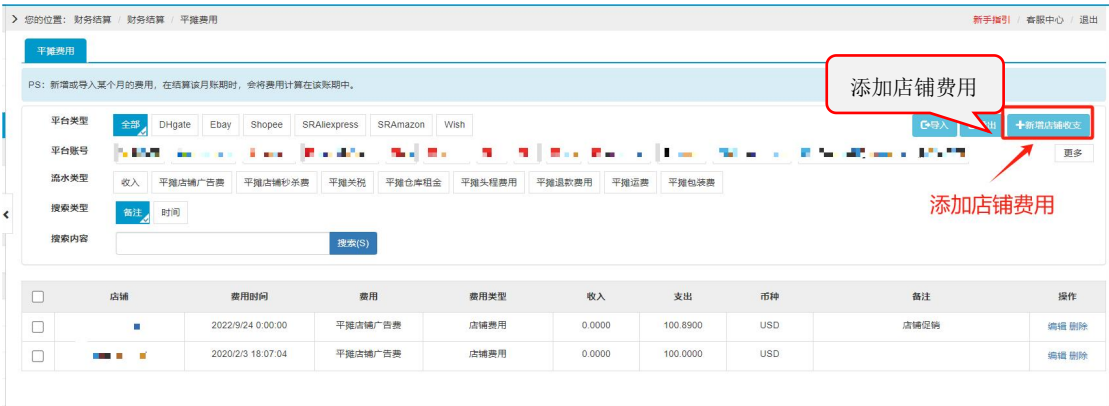 您的位置: 财务结算 / 财务结算 / 平摊费用
新手指引 / 客服中心 / 退出
平摊费用
PS: 新增或导入某个月的费用,在结算该月账期时,会将费用计算在该账期中。
添加店铺费用
平台类型 全部 DHgate Ebay Shopee SRAliexpress SRAmazon Wish
导入 出 +新增店铺收支
平台账号
更多
流水类型 收入 平摊店铺广告费 平摊店铺秒杀费 平摊关税 平摊仓库租金 平摊头程费用 平摊退款费用 平摊运费 平摊包装费
搜索类型 备注 时间
添加店铺费用
搜索内容 搜索(S)
店铺 费用时间 费用 费用类型 收入 支出 币种 备注 操作
2022/9/24 0:00:00 平摊店铺广告费 店铺费用 0.0000 100.8900 USD 店铺促销 编辑 删除
2020/2/3 18:07:04 平摊店铺广告费 店铺费用 0.0000 100.0000 USD 编辑 删除